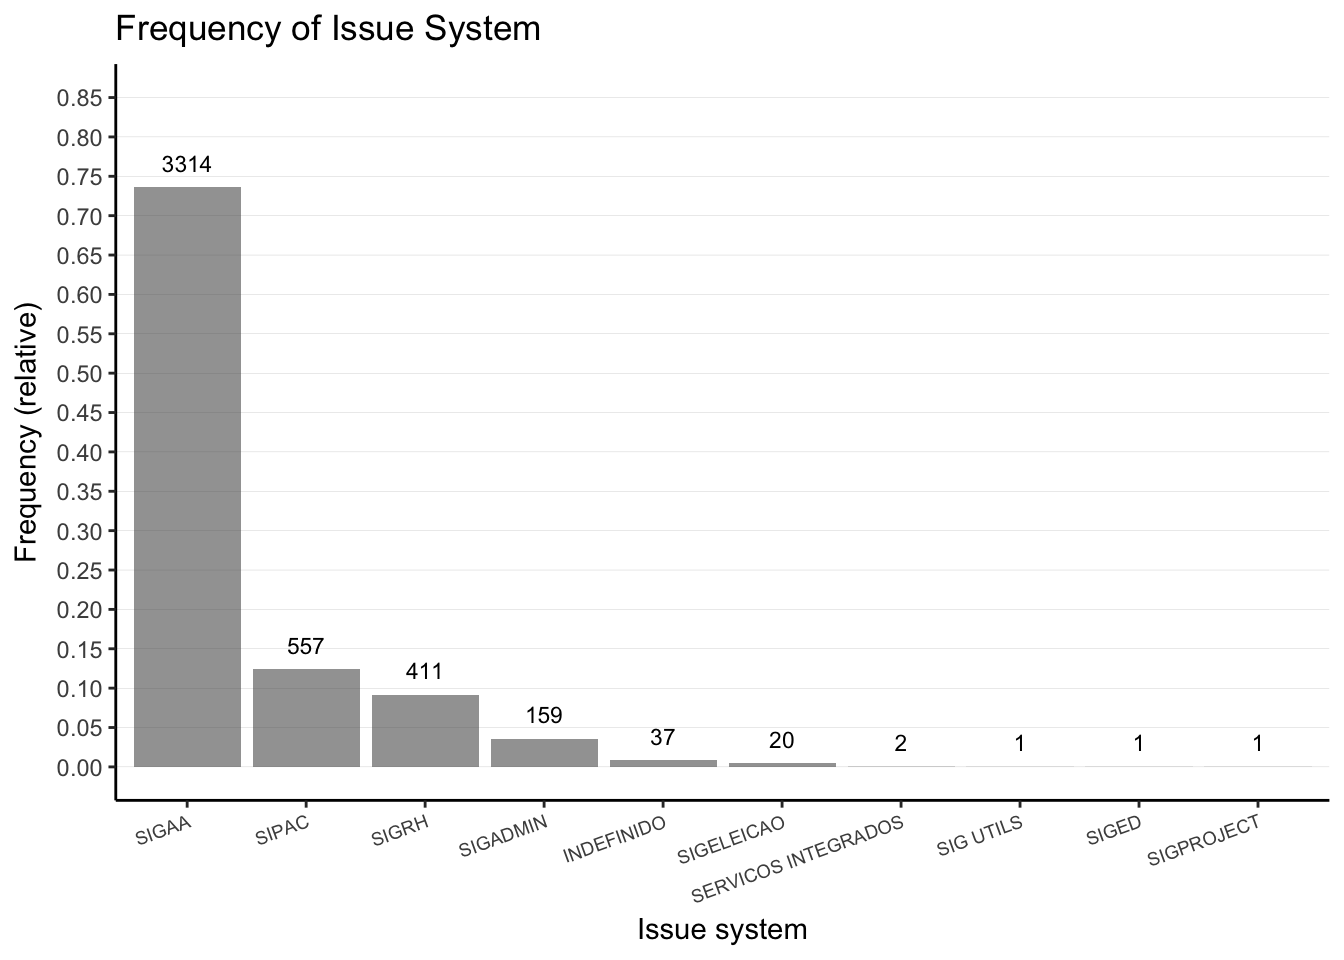 Frequency of Issue System
Frequency (relative)
0.85
0.80
0.75
0.70
0.65
0.60
0.55
0.50
0.45
0.40
0.35
0.30
0.25
0.20
0.15
0.10
0.05
0.00
3314
557
411
159
37
20
2
1
1
1
SIGAA
SIPAC
SIGRH
SIGADMIN
INDEFINIDO
SIGELEICAO
SERVICOS INTEGRADOS
SIG UTILS
SIGED
SIGPROJECT
Issue system